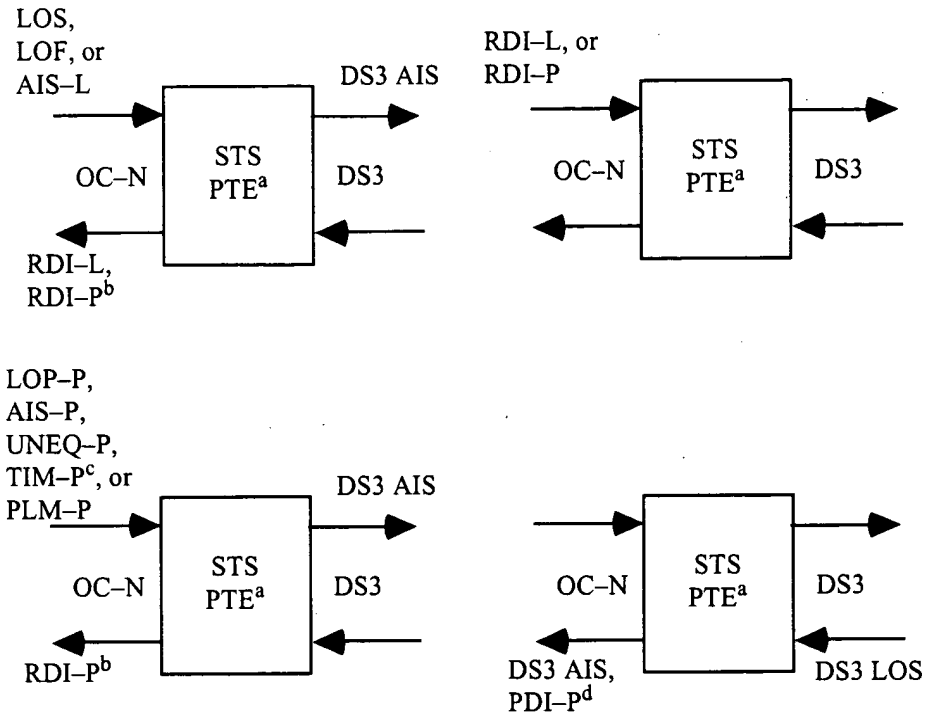 LOS,
LOF, or
AIS–L
DS3 AIS
OC–N
STS
PTEa
DS3
RDI–L,
RDI–Pb
RDI–L, or
RDI–P
OC–N
STS
PTEa
DS3
LOP–P,
AIS–P,
UNEQ–P,
TIM–Pc, or
PLM–P
DS3 AIS
OC–N
STS
PTEa
DS3
RDI–Pb
OC–N
STS
PTEa
DS3
DS3 AIS,
PDI–Pd
DS3 LOS